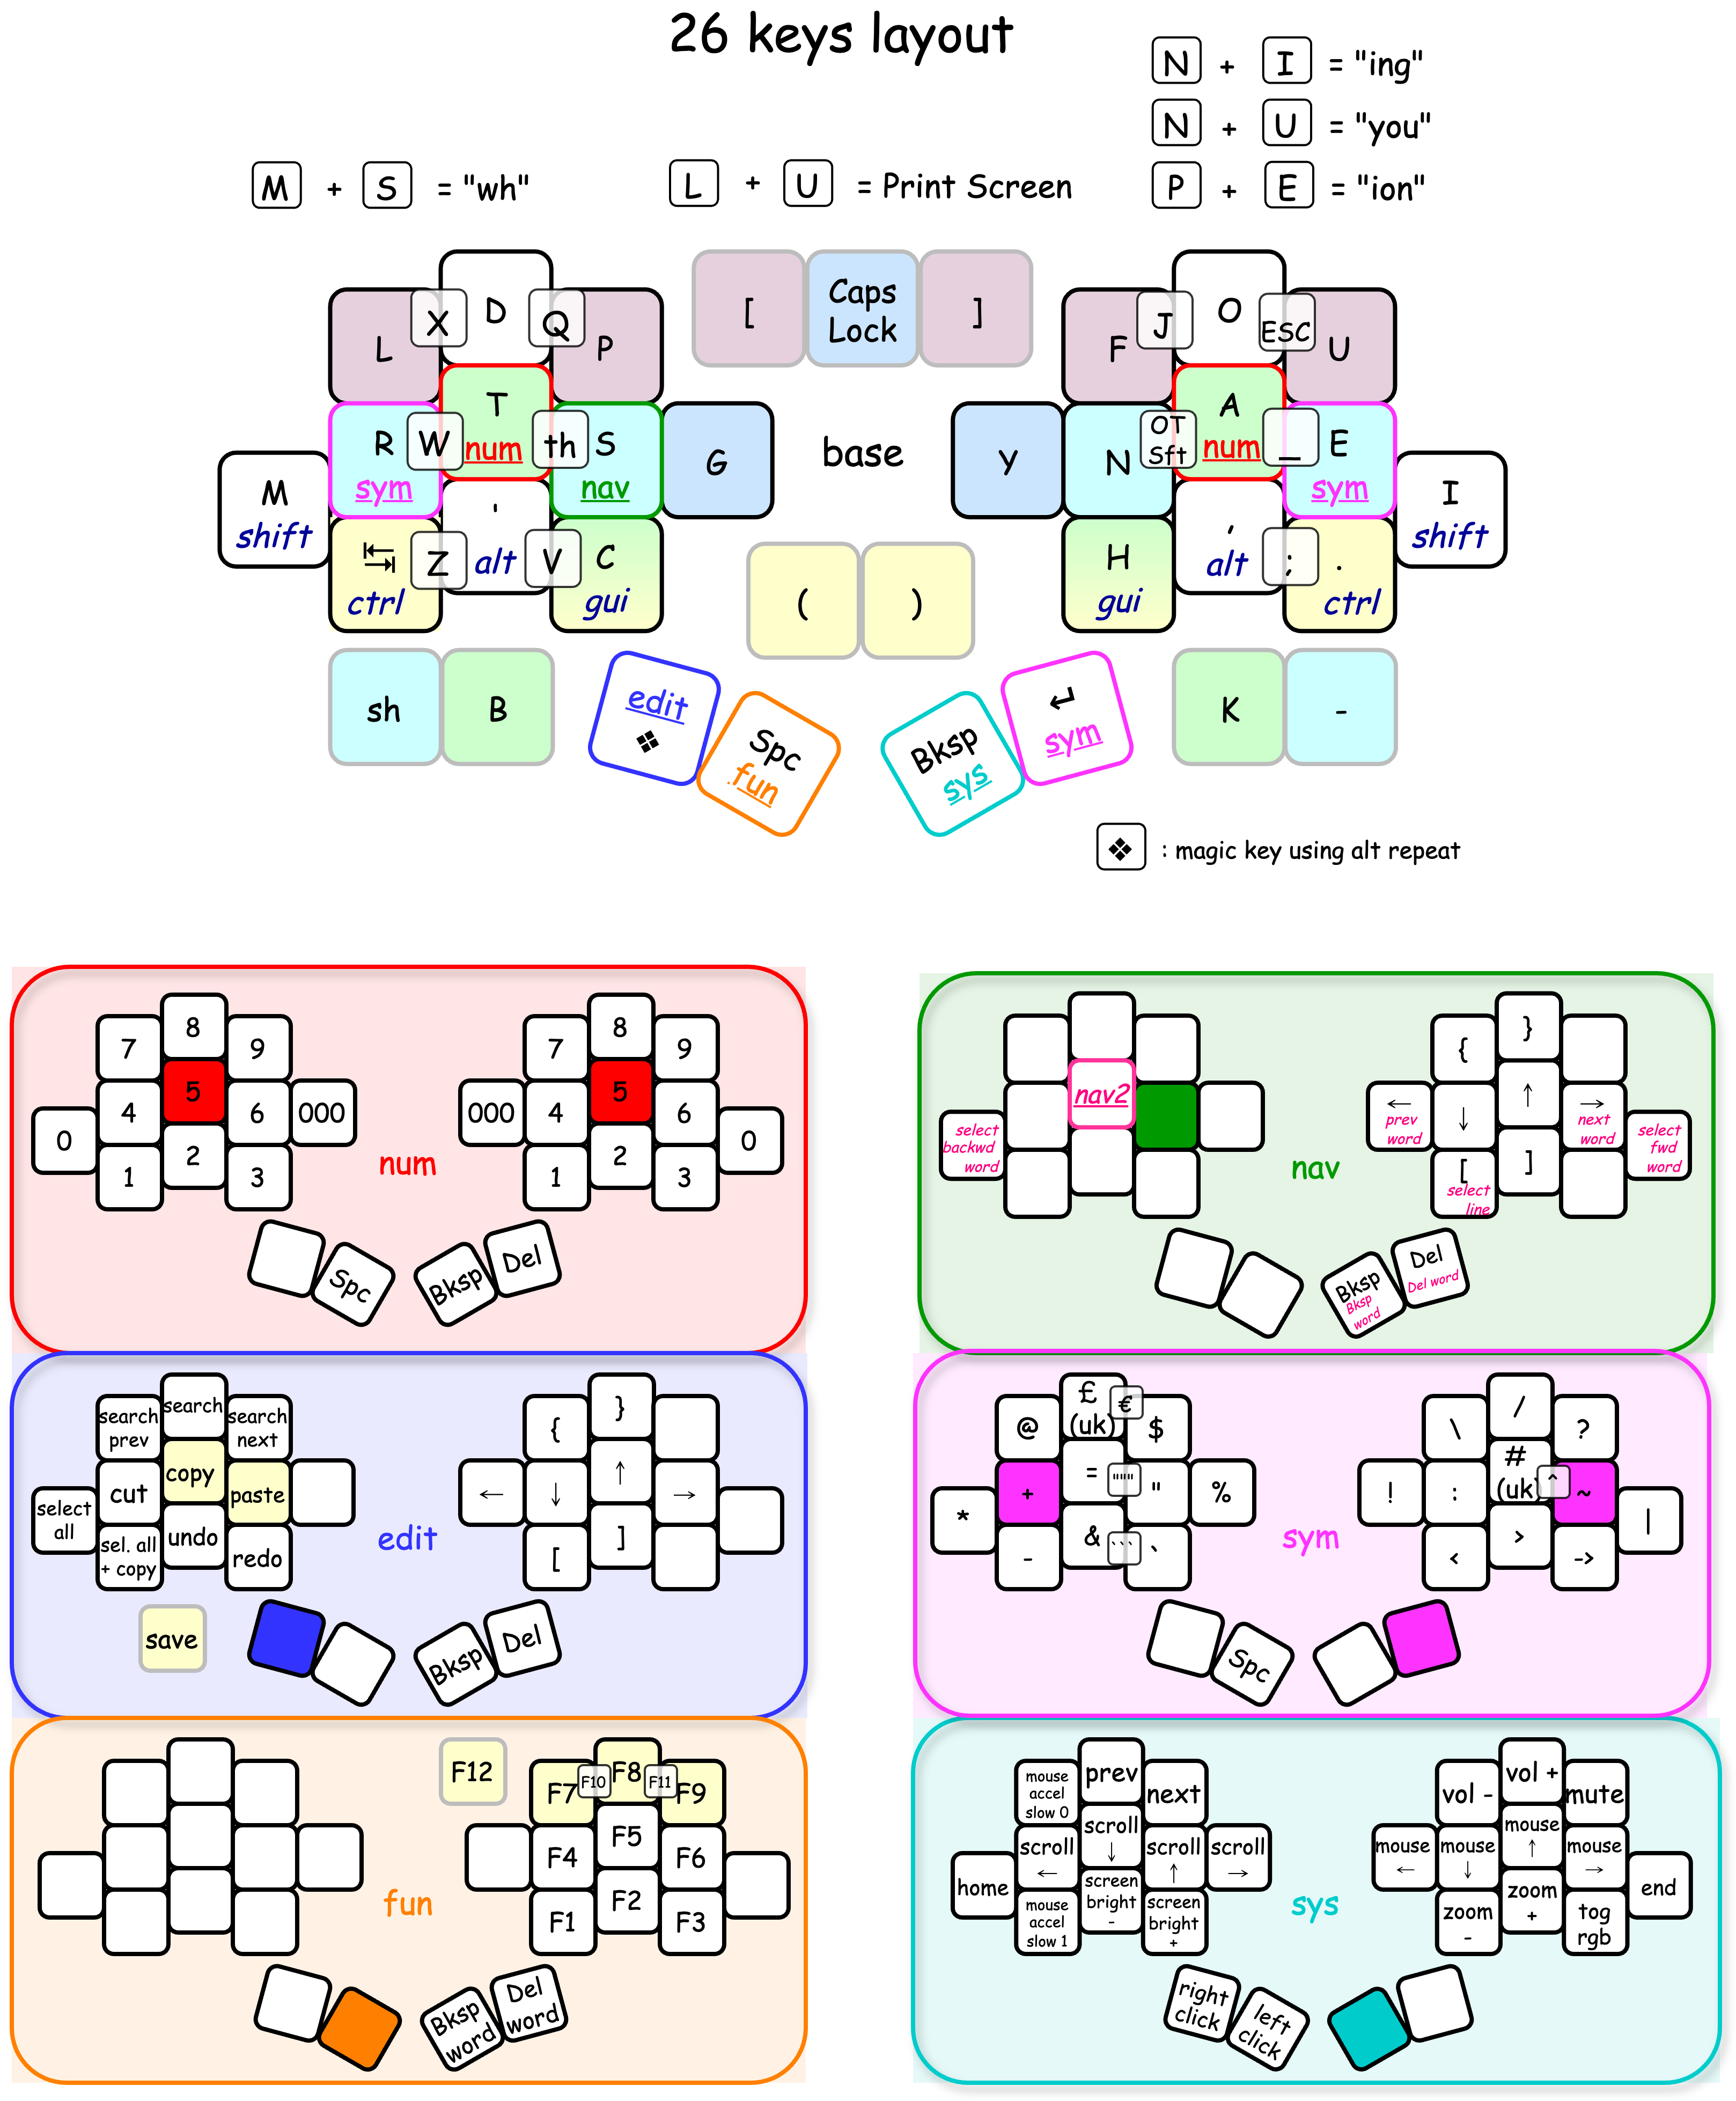 26 keys layout
N + I = "ing"
N + U = "you"
M + S = "wh"
L + U = Print Screen
P + E = "ion"
L X D Q P
[ Caps Lock ]
F J O ESC U
R sym W T num th S nav G
base
Y N OT Sft A num _ E sym
M shift
I shift
⇤⇥ ctrl Z ' alt V C gui
( )
H gui , alt ; . ctrl
sh B
edit ❖
Spc fun
Bksp sys
↵ sym
K -
❖ : magic key using alt repeat
7 8 9
7 8 9
0 4 5 6 000
000 4 5 6 0
1 2 3
num
1 2 3
Spc
Bksp Del
{ }
nav2
← prev word
↓
↑
→ next word
select backwd word
select fwd word
nav
[ select line
]
Bksp Bksp word
Del Del word
search prev
search
search next
{ }
select all
cut
copy
paste
← ↓ ↑ →
sel. all + copy
undo
redo
edit
[ ]
save
Bksp Del
@ £ (uk) € $
\ / ?
* + = """ " %
! : # (uk) ^ ~ |
- & ``` `
sym
< > ->
Spc
F12
F7 F10 F8 F11 F9
F4 F5 F6
fun
F1 F2 F3
Bksp word
Del word
mouse accel slow 0
prev
next
vol -
vol +
mute
home
scroll ←
scroll ↓
scroll ↑
scroll →
mouse ←
mouse ↓
mouse ↑
mouse →
end
mouse accel slow 1
screen bright -
screen bright +
sys
zoom -
zoom +
tog rgb
right click
left click